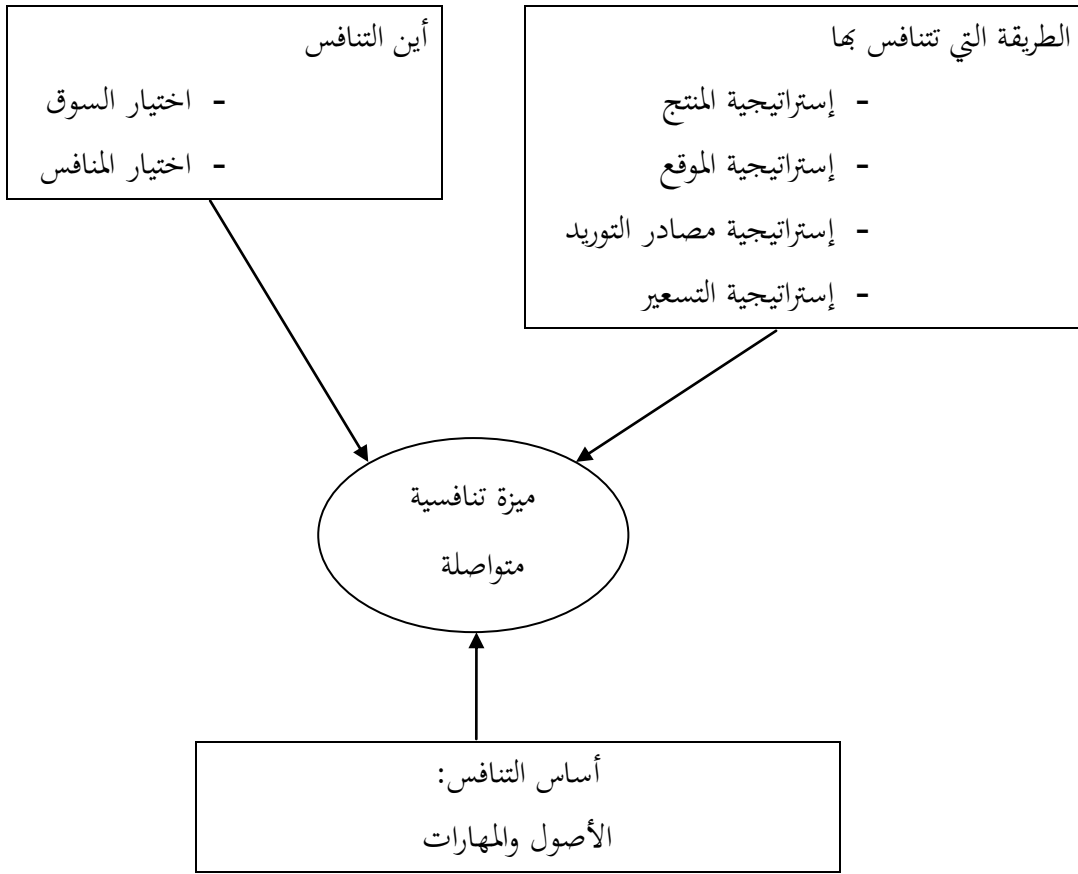 الطريقة التي تتنافس بها
- إستراتيجية المنتج
- إستراتيجية الموقع
- إستراتيجية مصادر التوريد
- إستراتيجية التسعير
أين التنافس
- اختيار السوق
- اختيار المنافس
ميزة تنافسية
متواصلة
أساس التنافس:
الأصول والمهارات